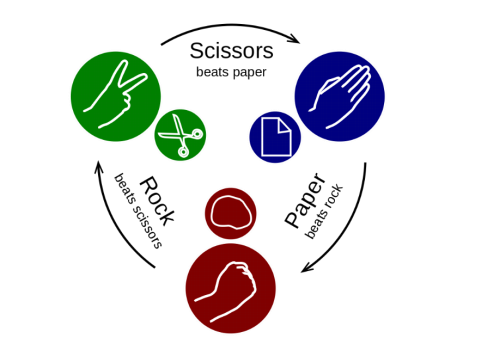 Scissors
beats paper
Paper
beats rock
Rock
beats scissors